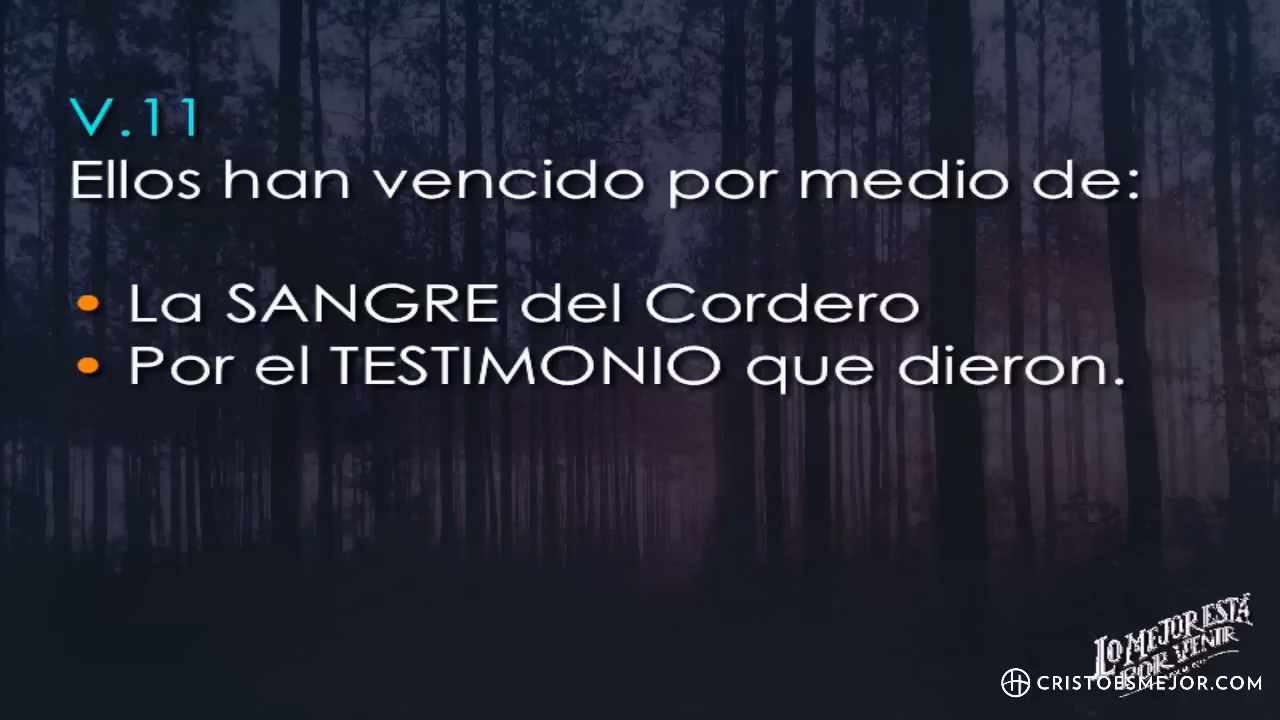 V.11
Ellos han vencido por medio de:
• La SANGRE del Cordero
• Por el TESTIMONIO que dieron.
LO MEJOR ESTÁ
POR VENIR
CRISTOESMEJOR.COM